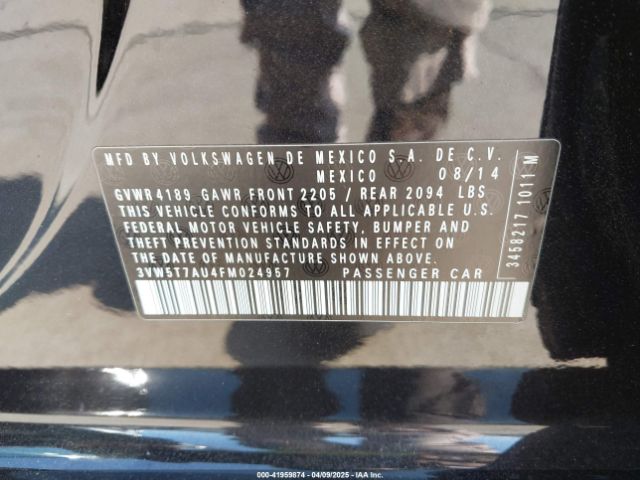 MFD BY VOLKSWAGEN DE MEXICO S.A. DE C.V.
MEXICO 08/14
GVWR 4189 GAWR FRONT 2205 / REAR 2094 LBS
THIS VEHICLE CONFORMS TO ALL APPLICABLE U.S.
FEDERAL MOTOR VEHICLE SAFETY, BUMPER AND
THEFT PREVENTION STANDARDS IN EFFECT ON
THE DATE OF MANUFACTURE SHOWN ABOVE.
3VW5T7AU4FM024957 PASSENGER CAR
3458217 1011 M
000-41959874 | 04/09/2025 — IAA, Inc.